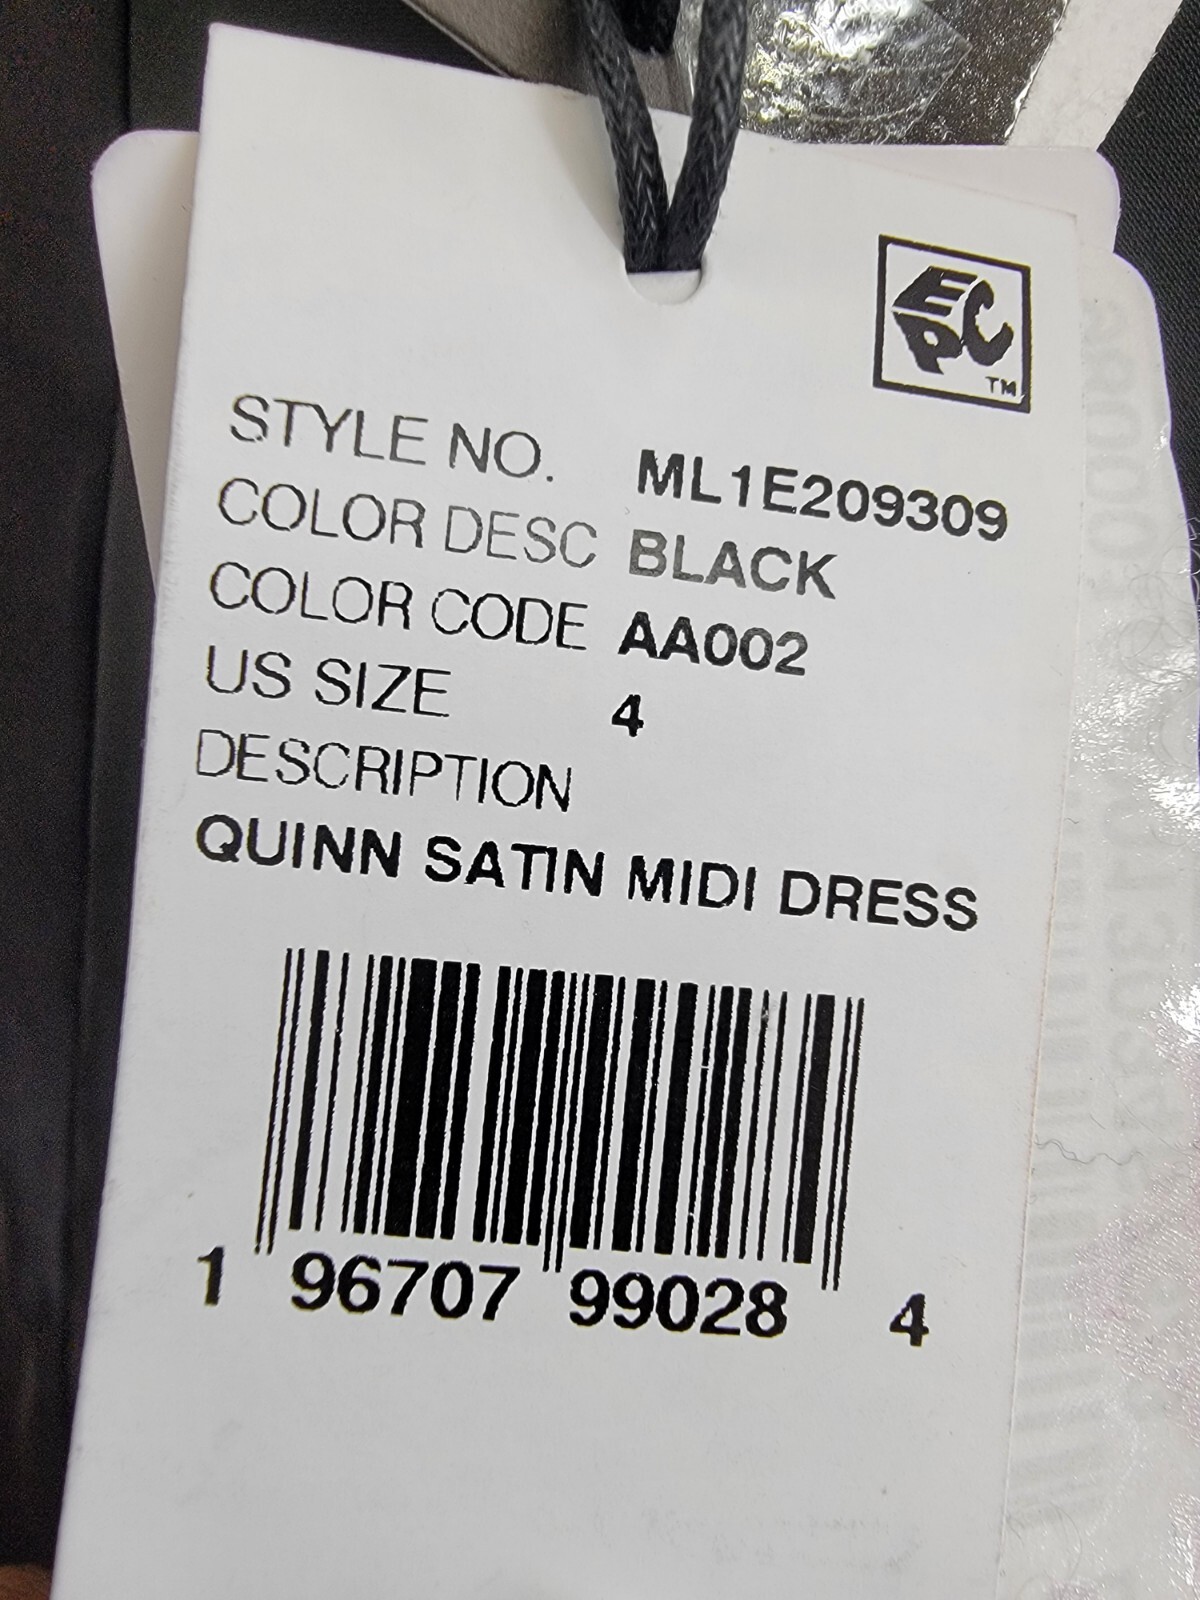 EPC
TM
STYLE NO. ML1E209309
COLOR DESC BLACK
COLOR CODE AA002
US SIZE 4
DESCRIPTION
QUINN SATIN MIDI DRESS
1 96707 99028 4